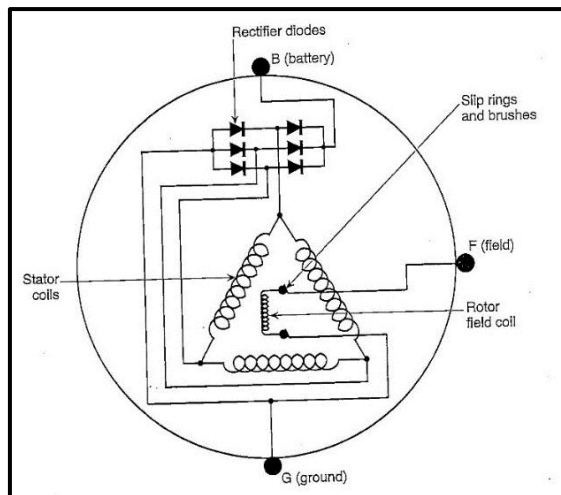 Rectifier diodes
B (battery)
Slip rings
and brushes
F (field)
Stator
coils
Rotor
field coil
G (ground)